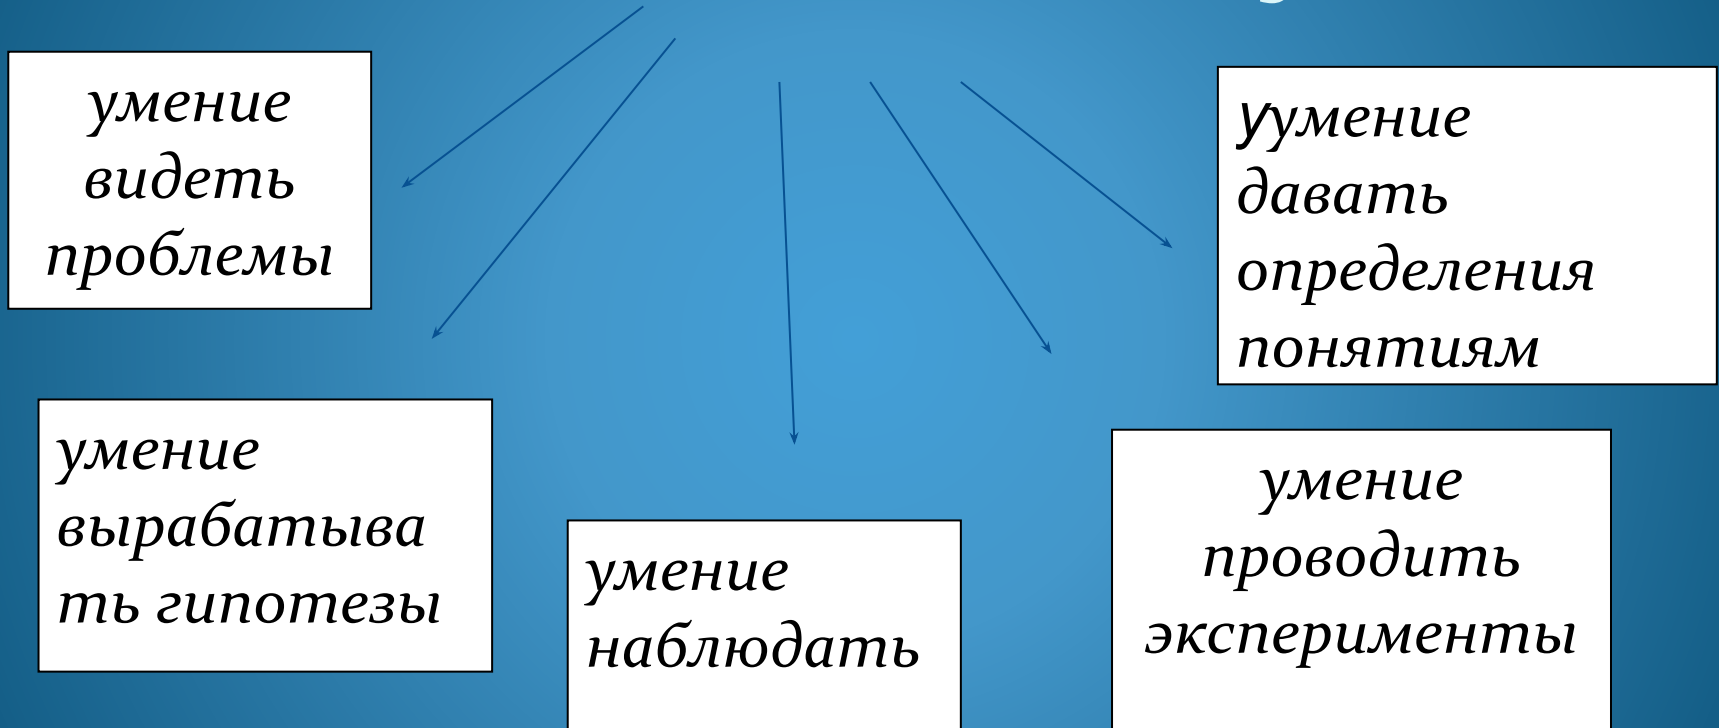 умение
видеть
проблемы
уумение
давать
определения
понятиям
умение
вырабатыва
ть гипотезы
умение
наблюдать
умение
проводить
эксперименты